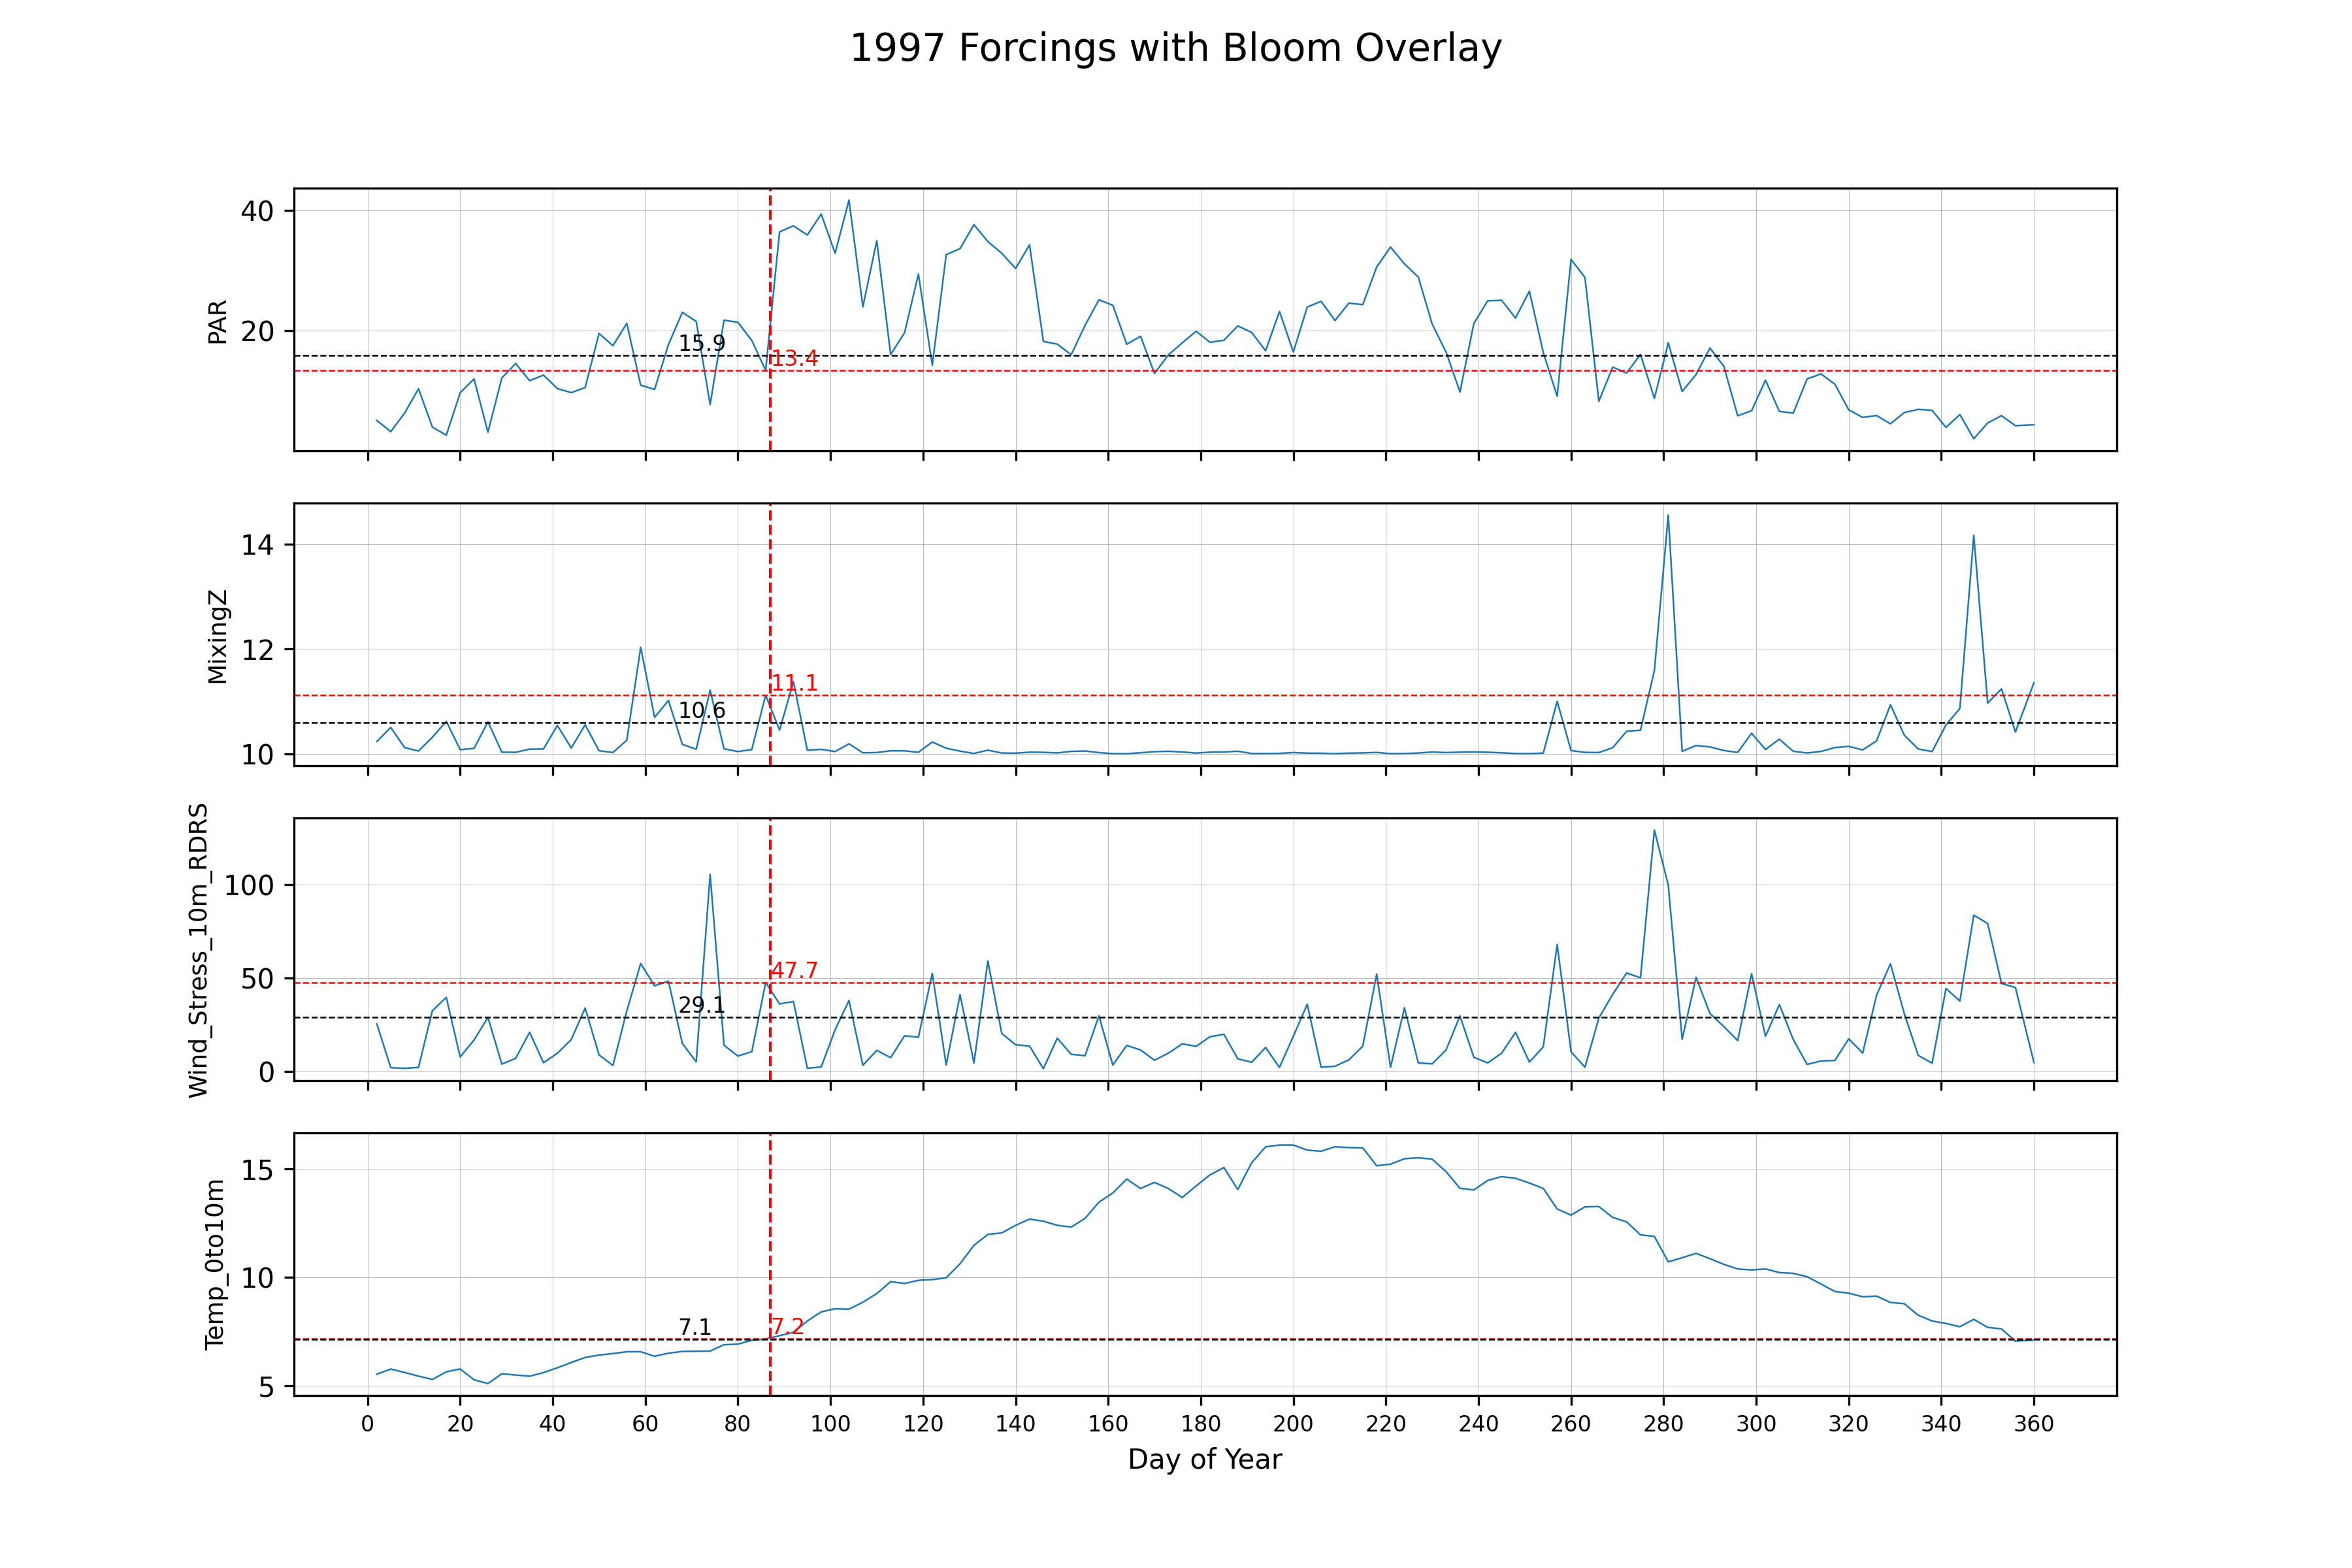 1997 Forcings with Bloom Overlay
PAR
40
20
15.9
13.4
MixingZ
14
12
10
11.1
10.6
Wind_Stress_10m_RDRS
100
50
0
47.7
29.1
Temp_0to10m
15
10
5
7.1
7.2
0 20 40 60 80 100 120 140 160 180 200 220 240 260 280 300 320 340 360
Day of Year